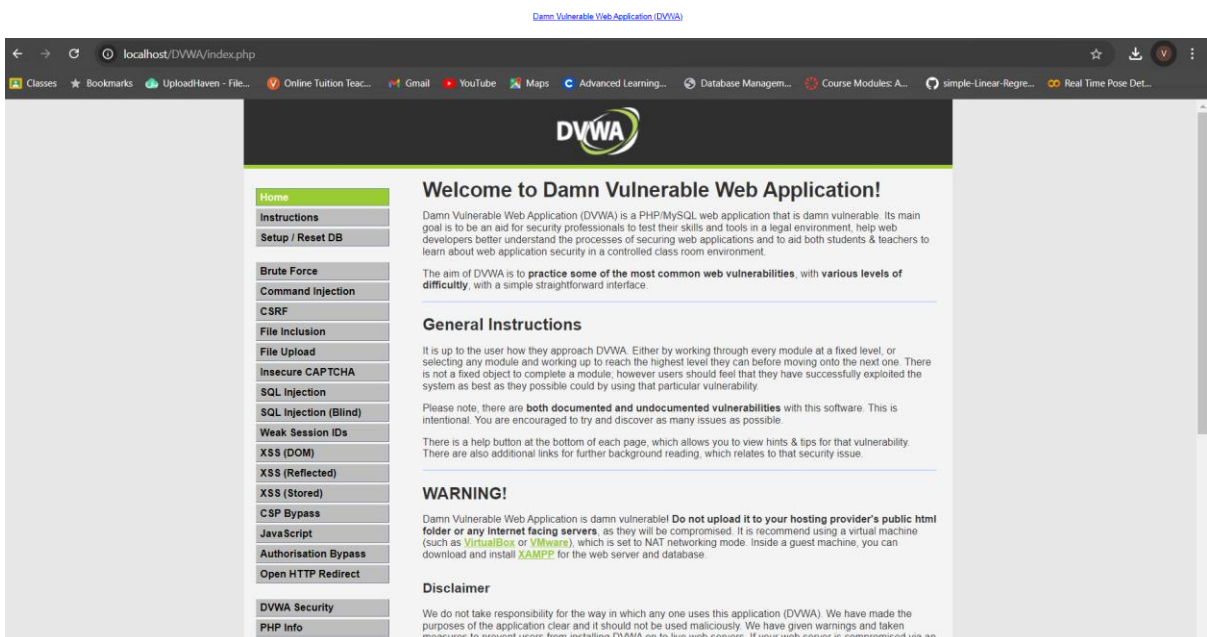 Damn Vulnerable Web Application (DVWA)
localhost/DVWA/index.php
V
Classes Bookmarks UploadHaven - File... Online Tuition Teac... Gmail YouTube Maps Advanced Learning... Database Managem... Course Modules: A... simple-Linear-Regre... Real Time Pose Det...
DVWA
Home
Instructions
Setup / Reset DB
Brute Force
Command Injection
CSRF
File Inclusion
File Upload
Insecure CAPTCHA
SQL Injection
SQL Injection (Blind)
Weak Session IDs
XSS (DOM)
XSS (Reflected)
XSS (Stored)
CSP Bypass
JavaScript
Authorisation Bypass
Open HTTP Redirect
DVWA Security
PHP Info
Welcome to Damn Vulnerable Web Application!
Damn Vulnerable Web Application (DVWA) is a PHP/MySQL web application that is damn vulnerable. Its main
goal is to be an aid for security professionals to test their skills and tools in a legal environment, help web
developers better understand the processes of securing web applications and to aid both students & teachers to
learn about web application security in a controlled class room environment.
The aim of DVWA is to practice some of the most common web vulnerabilities, with various levels of
difficultly, with a simple straightforward interface.
General Instructions
It is up to the user how they approach DVWA. Either by working through every module at a fixed level, or
selecting any module and working up to reach the highest level they can before moving onto the next one. There
is not a fixed object to complete a module; however users should feel that they have successfully exploited the
system as best as they possible could by using that particular vulnerability.
Please note, there are both documented and undocumented vulnerabilities with this software. This is
intentional. You are encouraged to try and discover as many issues as possible.
There is a help button at the bottom of each page, which allows you to view hints & tips for that vulnerability.
There are also additional links for further background reading, which relates to that security issue.
WARNING!
Damn Vulnerable Web Application is damn vulnerable! Do not upload it to your hosting provider's public html
folder or any Internet facing servers, as they will be compromised. It is recommend using a virtual machine
(such as VirtualBox or VMware), which is set to NAT networking mode. Inside a guest machine, you can
download and install XAMPP for the web server and database.
Disclaimer
We do not take responsibility for the way in which any one uses this application (DVWA). We have made the
purposes of the application clear and it should not be used maliciously. We have given warnings and taken
measures to prevent users from installing DVWA on to live web servers. If your web server is compromised via an